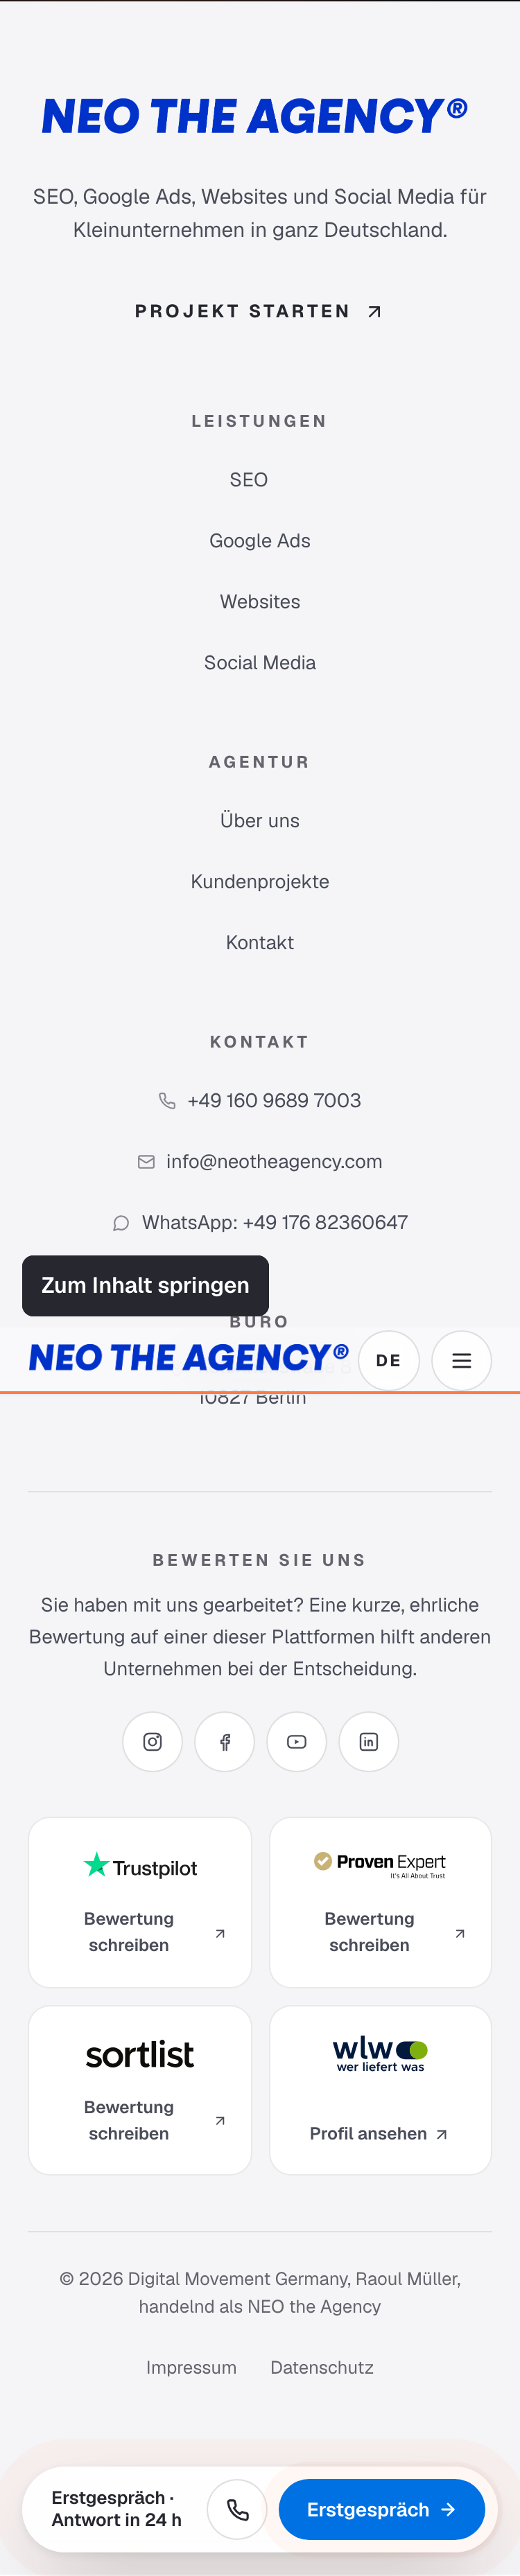 NEO THE AGENCY®
SEO, Google Ads, Websites und Social Media für
Kleinunternehmen in ganz Deutschland.
PROJEKT STARTEN
LEISTUNGEN
SEO
Google Ads
Websites
Social Media
AGENTUR
Über uns
Kundenprojekte
Kontakt
KONTAKT
+49 160 9689 7003
info@neotheagency.com
WhatsApp: +49 176 82360647
Zum Inhalt springen
BÜRO
NEO THE AGENCY®
DE
10827 Berlin
BEWERTEN SIE UNS
Sie haben mit uns gearbeitet? Eine kurze, ehrliche
Bewertung auf einer dieser Plattformen hilft anderen
Unternehmen bei der Entscheidung.
Trustpilot
Bewertung
schreiben
Proven Expert
It's All About Trust
Bewertung
schreiben
sortlist
Bewertung
schreiben
wlw
wer liefert was
Profil ansehen
© 2026 Digital Movement Germany, Raoul Müller,
handelnd als NEO the Agency
Impressum Datenschutz
Erstgespräch ·
Antwort in 24 h
Erstgespräch